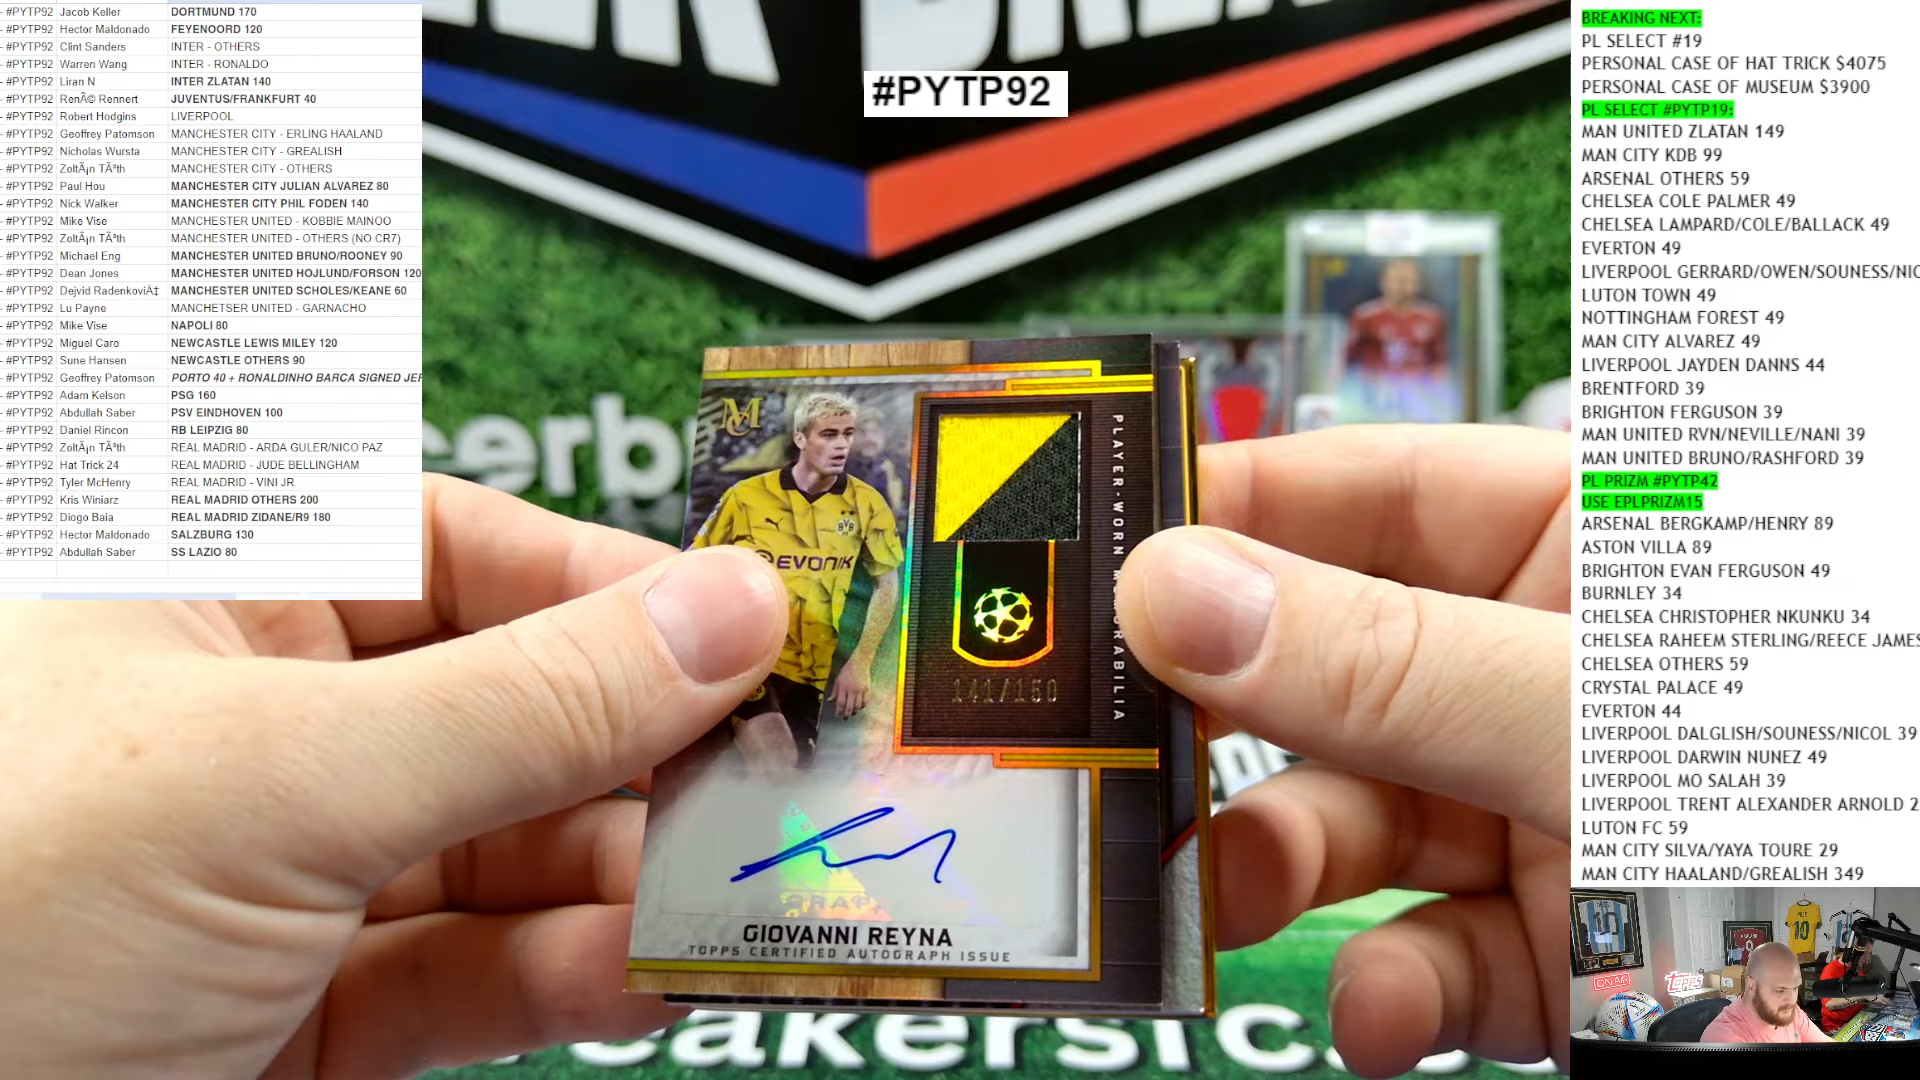 - #PYTP92 Jacob Keller DORTMUND 170
- #PYTP92 Hector Maldonado FEYENOORD 120
- #PYTP92 Clint Sanders INTER - OTHERS
- #PYTP92 Warren Wang INTER - RONALDO
- #PYTP92 Liran N INTER ZLATAN 140
- #PYTP92 RenÃ© Rennert JUVENTUS/FRANKFURT 40
- #PYTP92 Robert Hodgins LIVERPOOL
- #PYTP92 Geoffrey Patomson MANCHESTER CITY - ERLING HAALAND
- #PYTP92 Nicholas Wursta MANCHESTER CITY - GREALISH
- #PYTP92 ZoltÃ¡n TÃ³th MANCHESTER CITY - OTHERS
- #PYTP92 Paul Hou MANCHESTER CITY JULIAN ALVAREZ 80
- #PYTP92 Nick Walker MANCHESTER CITY PHIL FODEN 140
- #PYTP92 Mike Vise MANCHESTER UNITED - KOBBIE MAINOO
- #PYTP92 ZoltÃ¡n TÃ³th MANCHESTER UNITED - OTHERS (NO CR7)
- #PYTP92 Michael Eng MANCHESTER UNITED BRUNO/ROONEY 90
- #PYTP92 Dean Jones MANCHESTER UNITED HOJLUND/FORSON 120
- #PYTP92 Dejvid RadenkoviÄ‡ MANCHESTER UNITED SCHOLES/KEANE 60
- #PYTP92 Lu Payne MANCHETSER UNITED - GARNACHO
- #PYTP92 Mike Vise NAPOLI 80
- #PYTP92 Miguel Caro NEWCASTLE LEWIS MILEY 120
- #PYTP92 Sune Hansen NEWCASTLE OTHERS 90
- #PYTP92 Geoffrey Patomson PORTO 40 + RONALDINHO BARCA SIGNED JER
- #PYTP92 Adam Kelson PSG 160
- #PYTP92 Abdullah Saber PSV EINDHOVEN 100
- #PYTP92 Daniel Rincon RB LEIPZIG 80
- #PYTP92 ZoltÃ¡n TÃ³th REAL MADRID - ARDA GULER/NICO PAZ
- #PYTP92 Hat Trick 24 REAL MADRID - JUDE BELLINGHAM
- #PYTP92 Tyler McHenry REAL MADRID - VINI JR.
- #PYTP92 Kris Winiarz REAL MADRID OTHERS 200
- #PYTP92 Diogo Baia REAL MADRID ZIDANE/R9 180
- #PYTP92 Hector Maldonado SALZBURG 130
- #PYTP92 Abdullah Saber SS LAZIO 80
#PYTP92
MC
BVB
EVONIK
PLAYER-WORN MEMORABILIA
141/150
GIOVANNI REYNA
TOPPS CERTIFIED AUTOGRAPH ISSUE
BREAKING NEXT:
PL SELECT #19
PERSONAL CASE OF HAT TRICK $4075
PERSONAL CASE OF MUSEUM $3900
PL SELECT #PYTP19:
MAN UNITED ZLATAN 149
MAN CITY KDB 99
ARSENAL OTHERS 59
CHELSEA COLE PALMER 49
CHELSEA LAMPARD/COLE/BALLACK 49
EVERTON 49
LIVERPOOL GERRARD/OWEN/SOUNESS/NIC
LUTON TOWN 49
NOTTINGHAM FOREST 49
MAN CITY ALVAREZ 49
LIVERPOOL JAYDEN DANNS 44
BRENTFORD 39
BRIGHTON FERGUSON 39
MAN UNITED RVN/NEVILLE/NANI 39
MAN UNITED BRUNO/RASHFORD 39
PL PRIZM #PYTP42
USE EPLPRIZM15
ARSENAL BERGKAMP/HENRY 89
ASTON VILLA 89
BRIGHTON EVAN FERGUSON 49
BURNLEY 34
CHELSEA CHRISTOPHER NKUNKU 34
CHELSEA RAHEEM STERLING/REECE JAMES
CHELSEA OTHERS 59
CRYSTAL PALACE 49
EVERTON 44
LIVERPOOL DALGLISH/SOUNESS/NICOL 39
LIVERPOOL DARWIN NUNEZ 49
LIVERPOOL MO SALAH 39
LIVERPOOL TRENT ALEXANDER ARNOLD 2
LUTON FC 59
MAN CITY SILVA/YAYA TOURE 29
MAN CITY HAALAND/GREALISH 349
ON AIR
topps
10